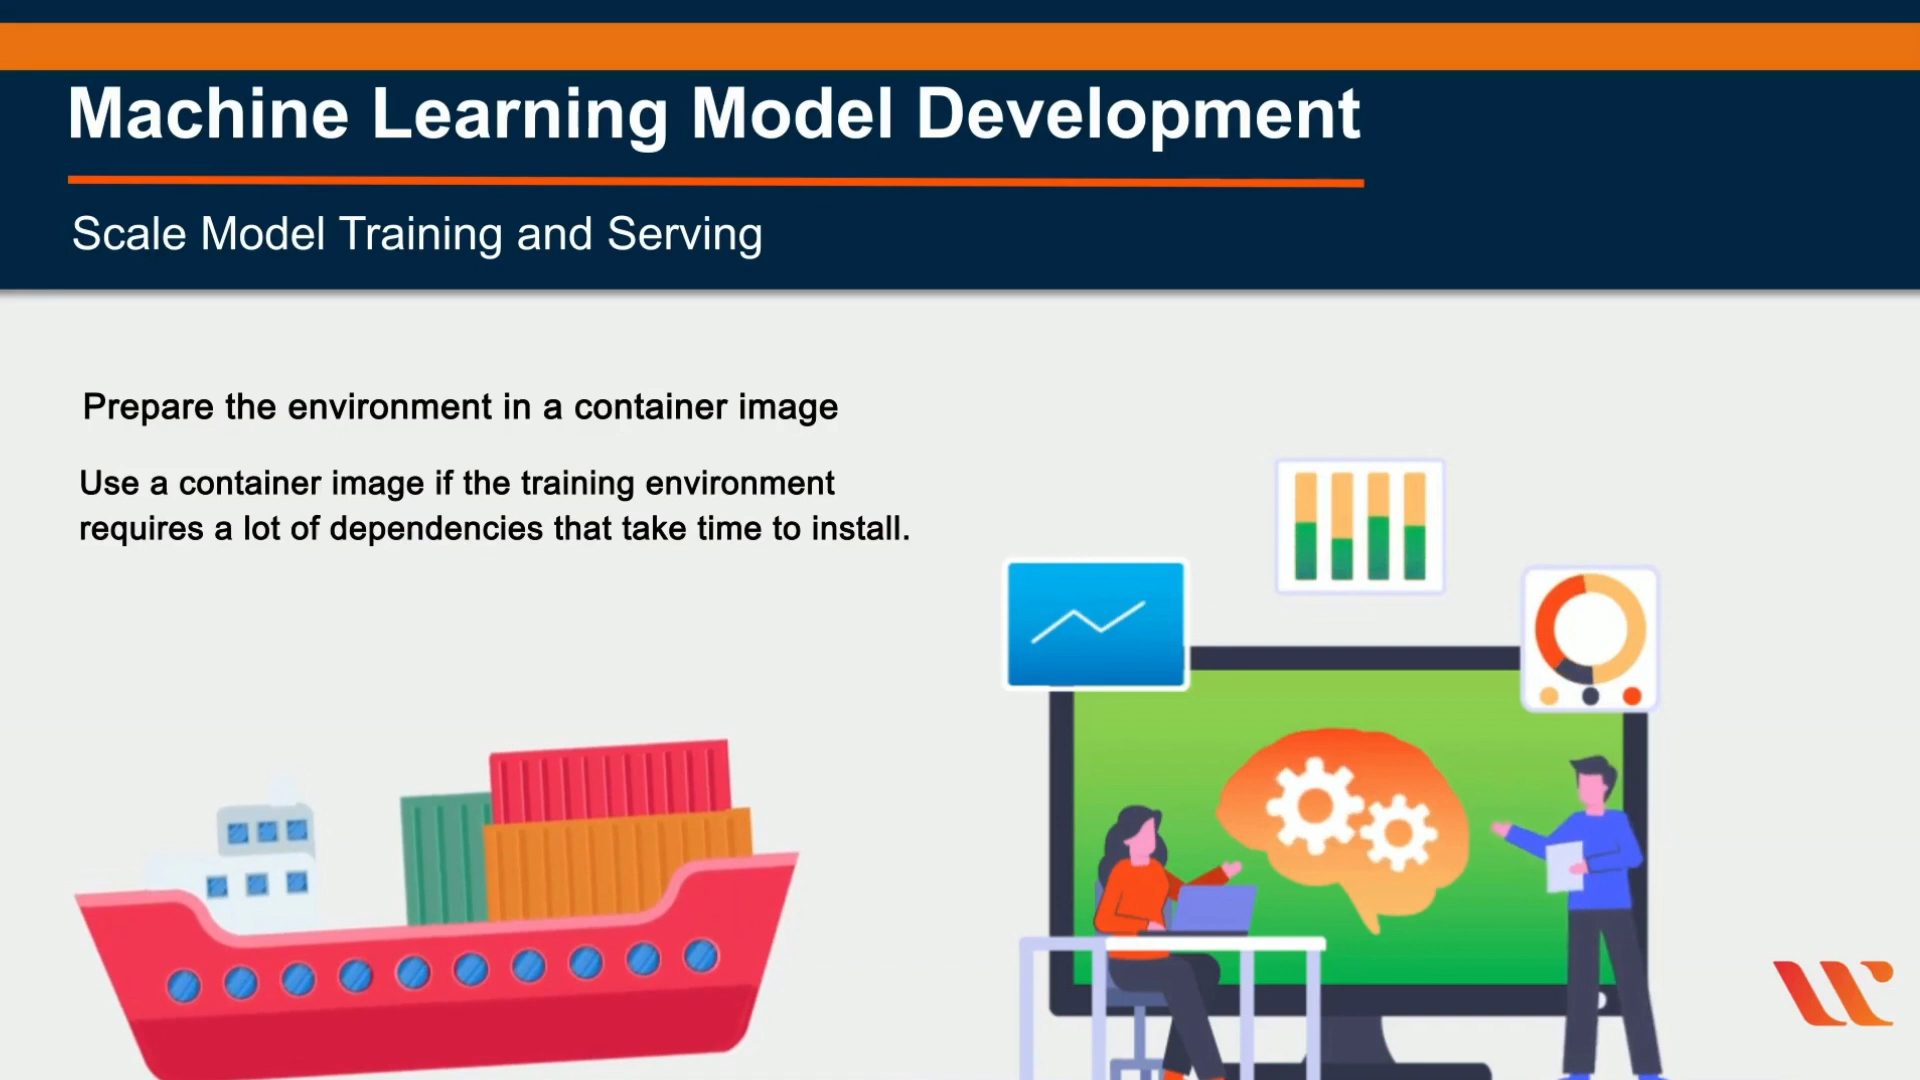 Machine Learning Model Development
Scale Model Training and Serving
Prepare the environment in a container image
Use a container image if the training environment
requires a lot of dependencies that take time to install.